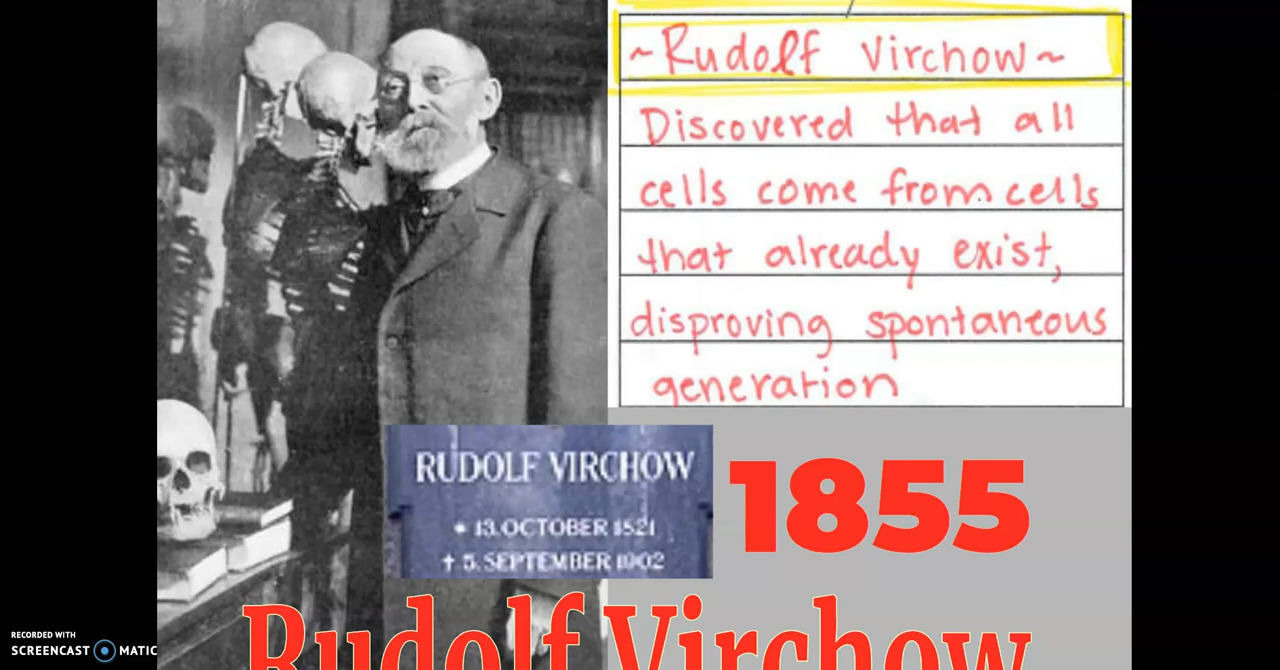 ~Rudolf Virchow~
Discovered that all
cells come from cells
that already exist,
disproving spontaneous
generation
RUDOLF VIRCHOW
* 13. OCTOBER 1821
† 5. SEPTEMBER 1902
1855
Rudolf Virchow
RECORDED WITH
SCREENCAST MATIC